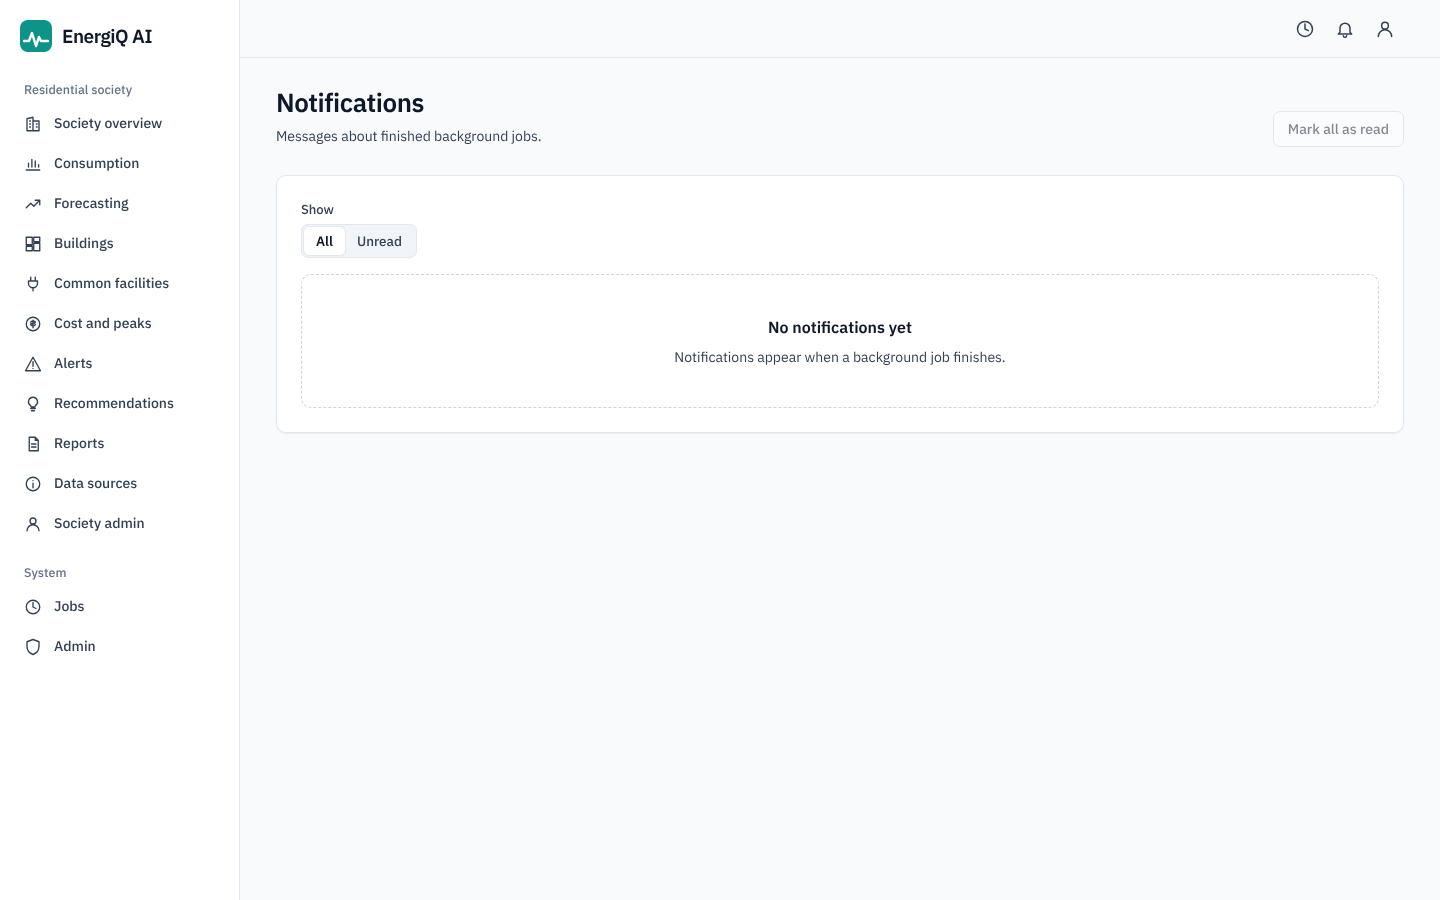 EnergiQ AI
Residential society
Society overview
Consumption
Forecasting
Buildings
Common facilities
Cost and peaks
Alerts
Recommendations
Reports
Data sources
Society admin
System
Jobs
Admin
Notifications
Messages about finished background jobs.
Mark all as read
Show
All Unread
No notifications yet
Notifications appear when a background job finishes.